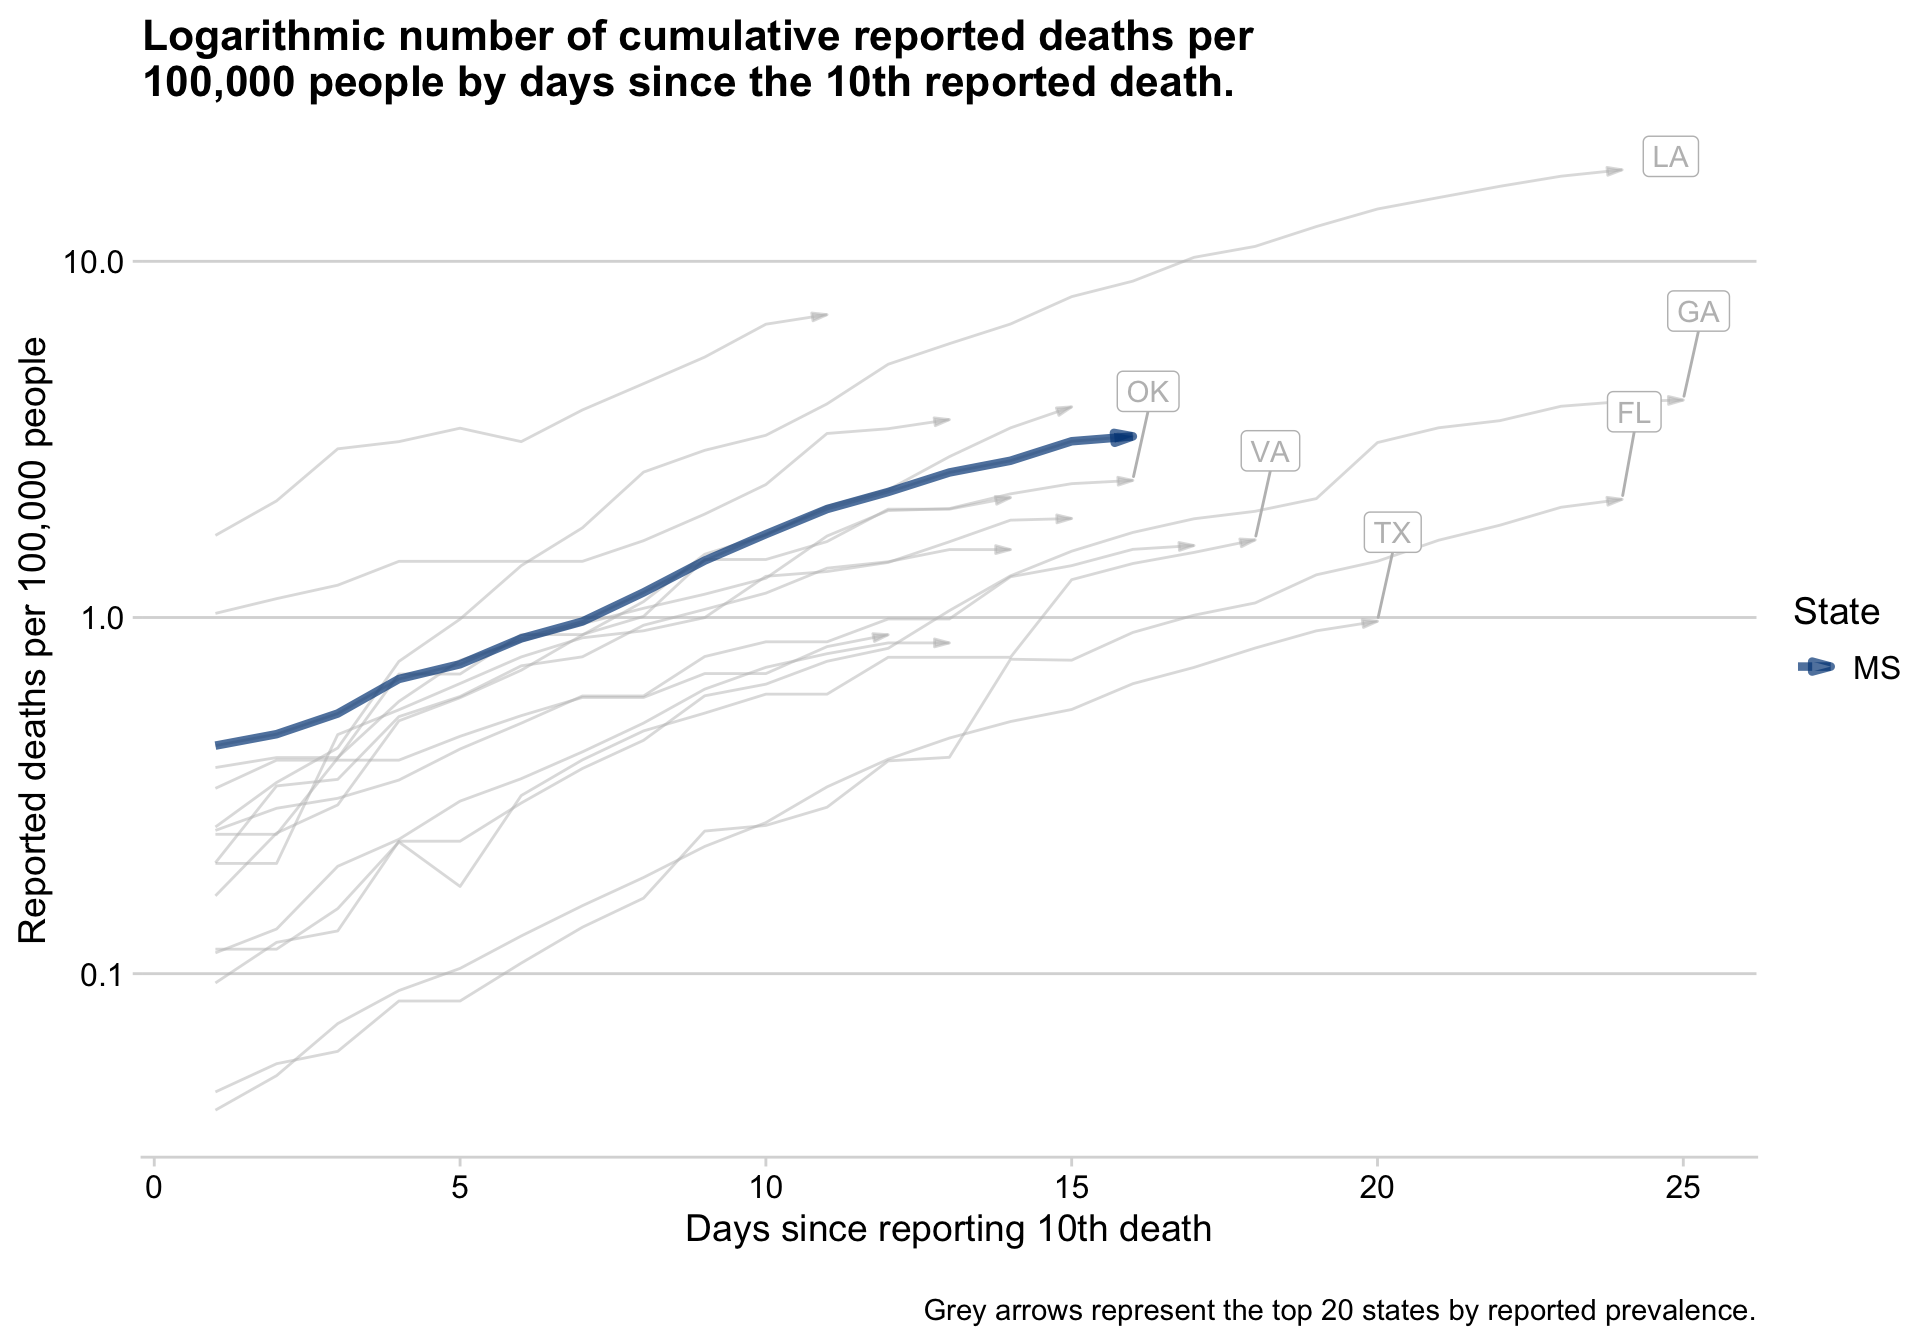 Logarithmic number of cumulative reported deaths per
100,000 people by days since the 10th reported death.
LA
10.0
GA
OK
FL
VA
TX
Reported deaths per 100,000 people
1.0
State
MS
0.1
0 5 10 15 20 25
Days since reporting 10th death
Grey arrows represent the top 20 states by reported prevalence.